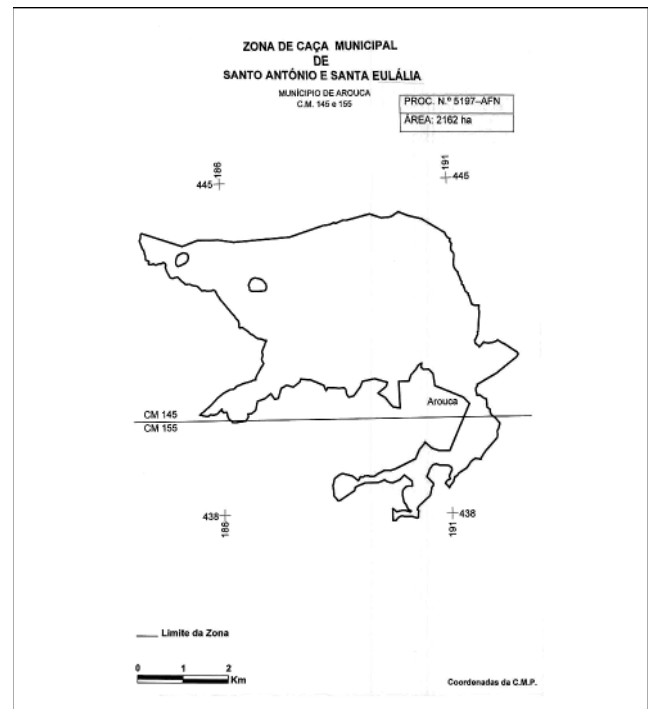 ZONA DE CAÇA MUNICIPAL
DE
SANTO ANTÓNIO E SANTA EULÁLIA
MUNÍCIPIO DE AROUCA
C.M. 145 e 155
PROC. N.º 5197-AFN
ÁREA: 2162 ha
186
445
191
445
Arouca
CM 145
CM 155
438
186
438
191
Limite da Zona
0 1 2
Km
Coordenadas da C.M.P.